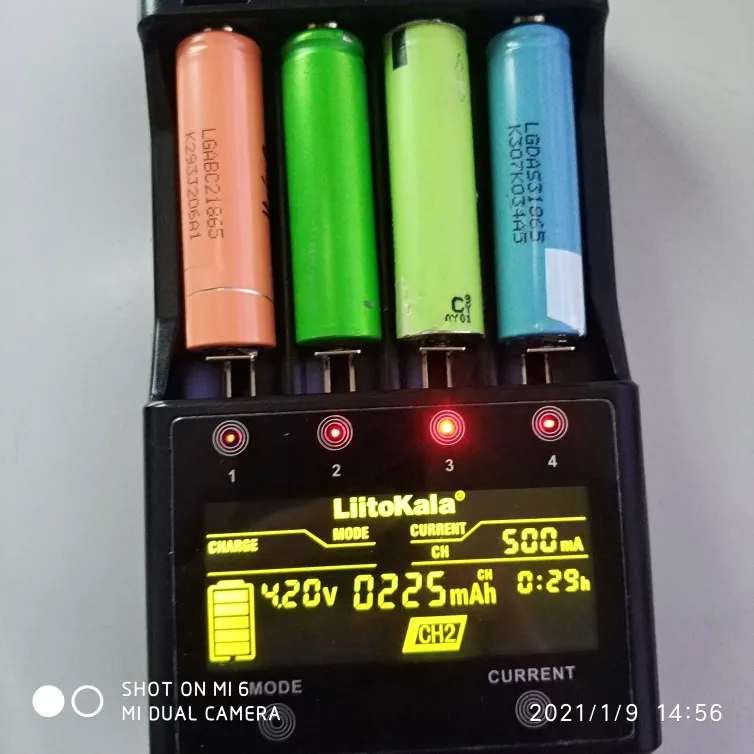 LGABC21865
K293J206A1
C
LGDAS31865
K307K034A5
1
2
3
4
LiitoKala®
CHARGE
MODE
CURRENT
CH
500mA
4.20V
0225mAh
CH
0:29h
CH2
MODE
CURRENT
SHOT ON MI 6
MI DUAL CAMERA
2021/1/9 14:56